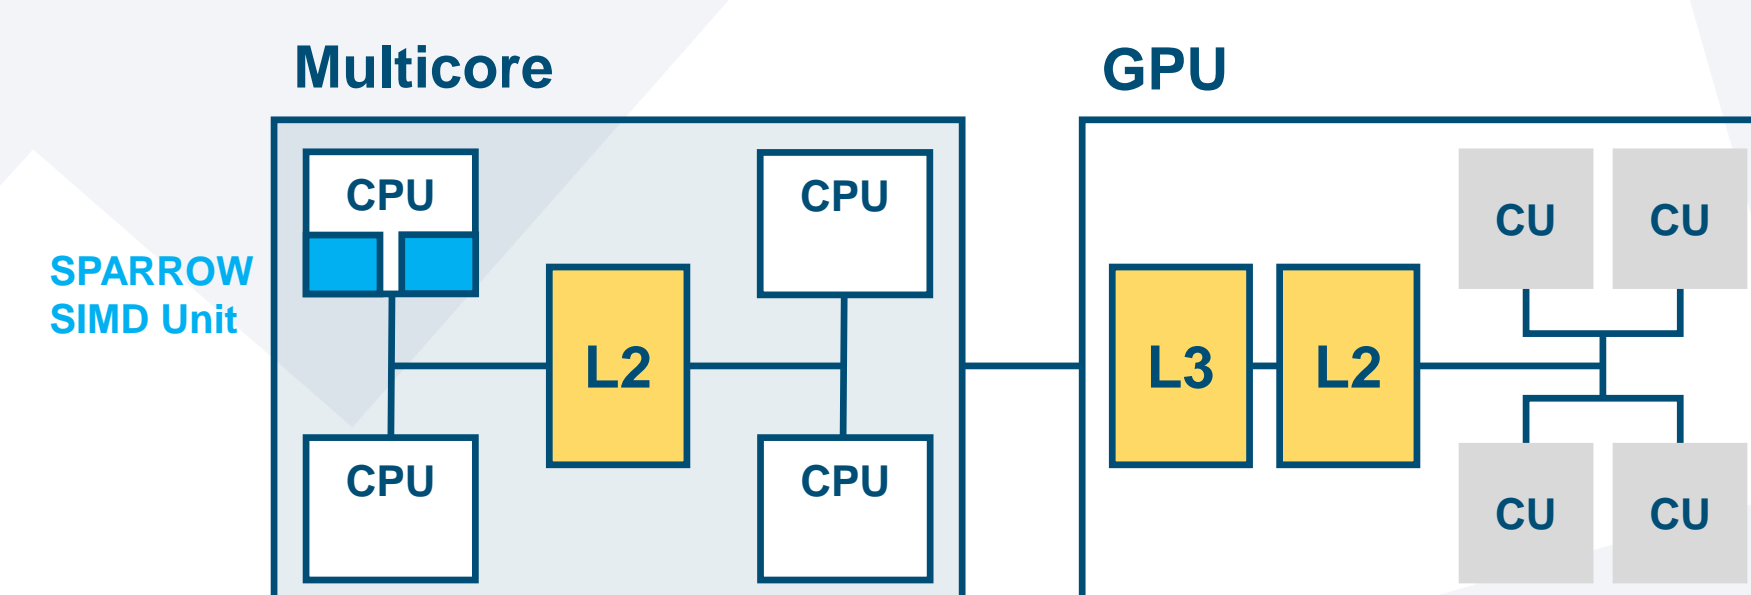 Multicore
GPU
CPU
CPU
CU
CU
SPARROW
SIMD Unit
L2
L3
L2
CPU
CPU
CU
CU